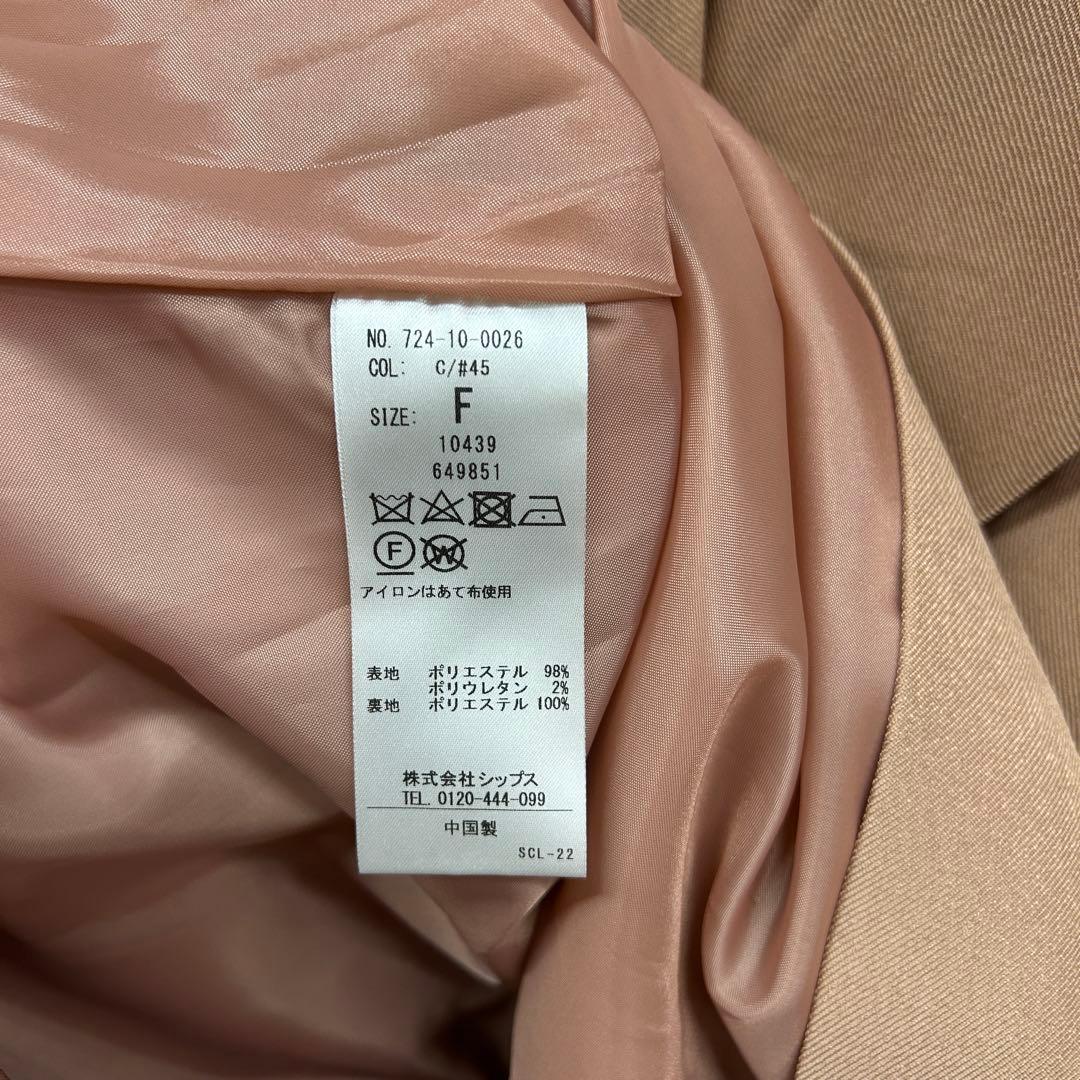 NO. 724-10-0026
COL: C/#45
SIZE: F
10439
649851
F W
アイロンはあて布使用
表地 ポリエステル 98%
ポリウレタン 2%
裏地 ポリエステル 100%
株式会社シップス
TEL. 0120-444-099
中国製
SCL-22